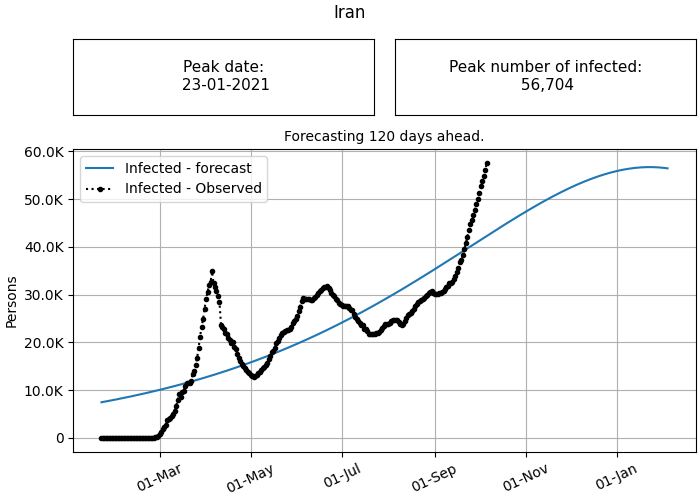 Iran
Peak date:
23-01-2021
Peak number of infected:
56,704
Forecasting 120 days ahead.
Infected - forecast
Infected - Observed
Persons
60.0K
50.0K
40.0K
30.0K
20.0K
10.0K
0
01-Mar
01-May
01-Jul
01-Sep
01-Nov
01-Jan